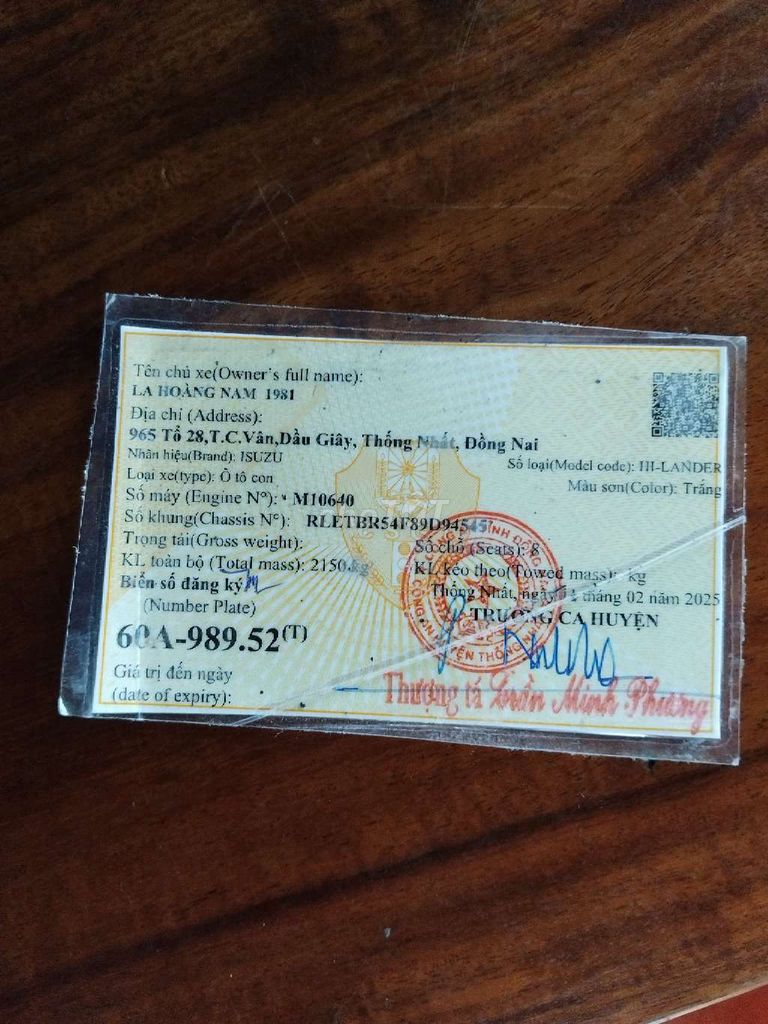 Tên chủ xe(Owner's full name):
LA HOÀNG NAM 1981
Địa chỉ (Address):
965 Tổ 28,T.C.Vân,Dầu Giây, Thống Nhất, Đồng Nai
Nhãn hiệu(Brand): ISUZU
Số loại(Model code): HI-LANDER
Loại xe(type): Ô tô con
Màu sơn(Color): Trắng
Số máy (Engine Nº): M10640
Số khung(Chassis Nº): RLETBR54F89D94545
Trọng tải(Gross weight):
Số chỗ (Seats): 8
KL toàn bộ (Total mass): 2150 kg
KL kéo theo(Towed mass): kg
Biển số đăng ký
Thống Nhất, ngày tháng 02 năm 2025
(Number Plate)
TRƯỞNG CA HUYỆN
60A-989.52(T)
Giá trị đến ngày
(date of expiry):
Thượng tá Trần Minh Phương